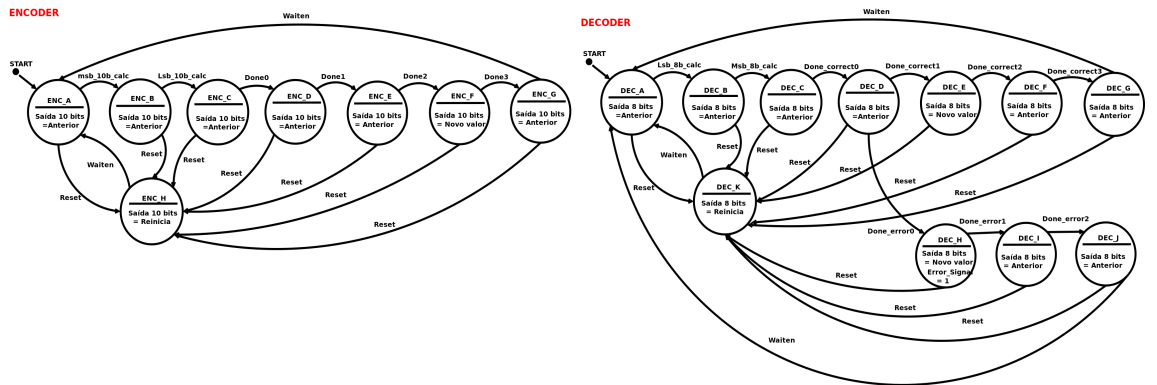 ENCODER
START
Waiten
msb_10b_calc
Lsb_10b_calc
Done0
Done1
Done2
Done3
ENC_A
Saída 10 bits
=Anterior
ENC_B
Saída 10 bits
=Anterior
ENC_C
Saída 10 bits
=Anterior
ENC_D
Saída 10 bits
=Anterior
ENC_E
Saída 10 bits
= Anterior
ENC_F
Saída 10 bits
= Novo valor
ENC_G
Saída 10 bits
= Anterior
Waiten
Reset
Reset
Reset
Reset
Reset
Reset
Reset
ENC_H
Saída 10 bits
= Reinicia
DECODER
START
Waiten
Lsb_8b_calc
Msb_8b_calc
Done_correct0
Done_correct1
Done_correct2
Done_correct3
DEC_A
Saída 8 bits
=Anterior
DEC_B
Saída 8 bits
=Anterior
DEC_C
Saída 8 bits
=Anterior
DEC_D
Saída 8 bits
=Anterior
DEC_E
Saída 8 bits
= Novo valor
DEC_F
Saída 8 bits
= Anterior
DEC_G
Saída 8 bits
= Anterior
Waiten
Reset
Reset
Reset
Reset
Reset
Reset
Reset
DEC_K
Saída 8 bits
= Reinicia
Done_error0
Done_error1
Done_error2
DEC_H
Saída 8 bits
= Novo valor
Error_Signal
= 1
DEC_I
Saída 8 bits
= Anterior
DEC_J
Saída 8 bits
= Anterior
Reset
Reset
Reset
Waiten